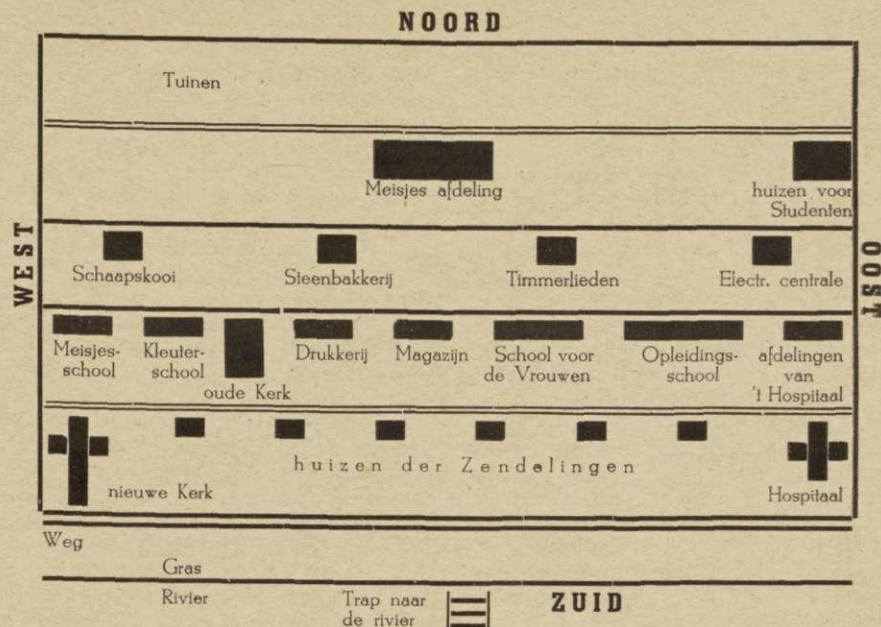 NOORD
Tuinen
Meisjes afdeling
huizen voor
Studenten
WEST
OOST
Schaapskooi
Steenbakkerij
Timmerlieden
Electr. centrale
Meisjes-
school
Kleuter-
school
oude Kerk
Drukkerij
Magazijn
School voor
de Vrouwen
Opleidings-
school
afdelingen
van
't Hospitaal
huizen der Zendelingen
nieuwe Kerk
Hospitaal
Weg
Gras
Rivier
Trap naar
de rivier
ZUID